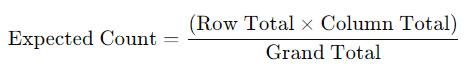 Expected Count = (Row Total × Column Total)
Grand Total